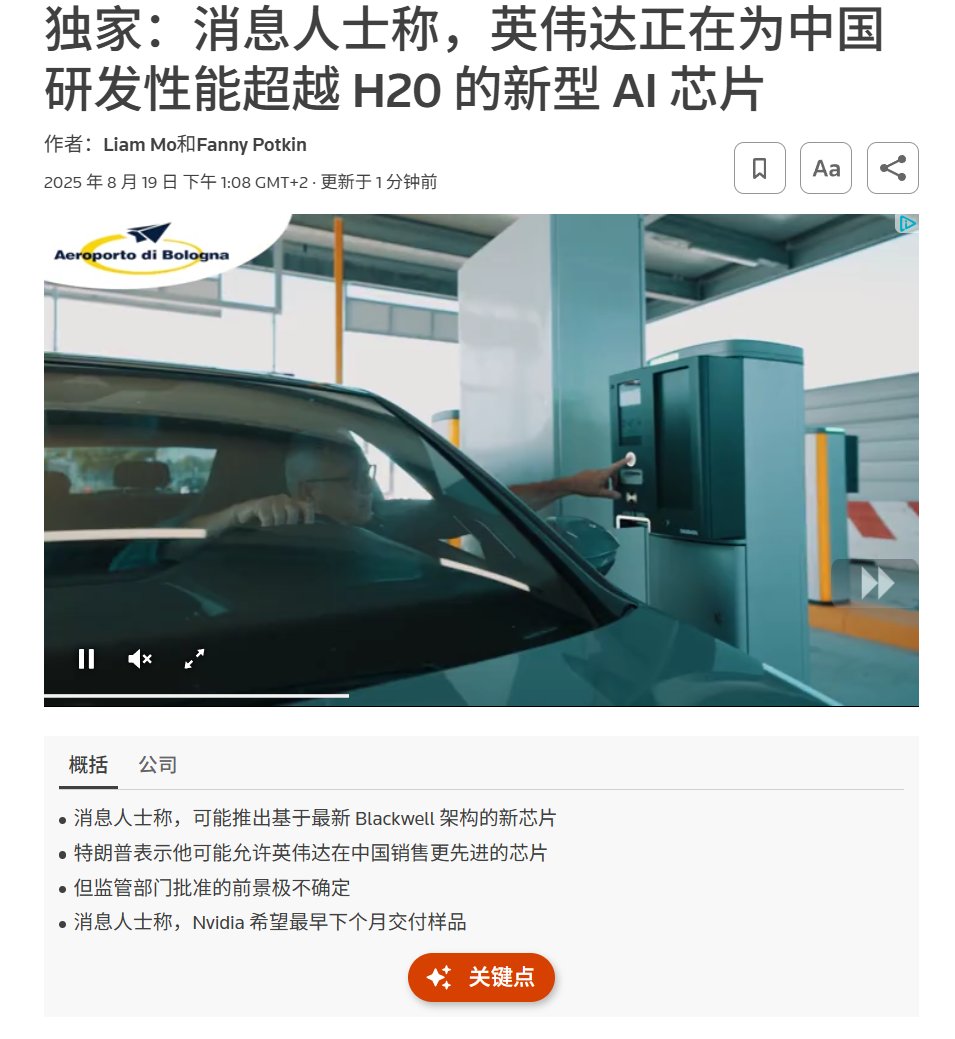 独家：消息人士称，英伟达正在为中国
研发性能超越 H20 的新型 AI 芯片
作者：Liam Mo和Fanny Potkin
2025 年 8 月 19 日 下午 1:08 GMT+2 · 更新于 1 分钟前
Aa
Aeroporto di Bologna
概括 公司
• 消息人士称，可能推出基于最新 Blackwell 架构的新芯片
• 特朗普表示他可能允许英伟达在中国销售更先进的芯片
• 但监管部门批准的前景极不确定
• 消息人士称，Nvidia 希望最早下个月交付样品
关键点